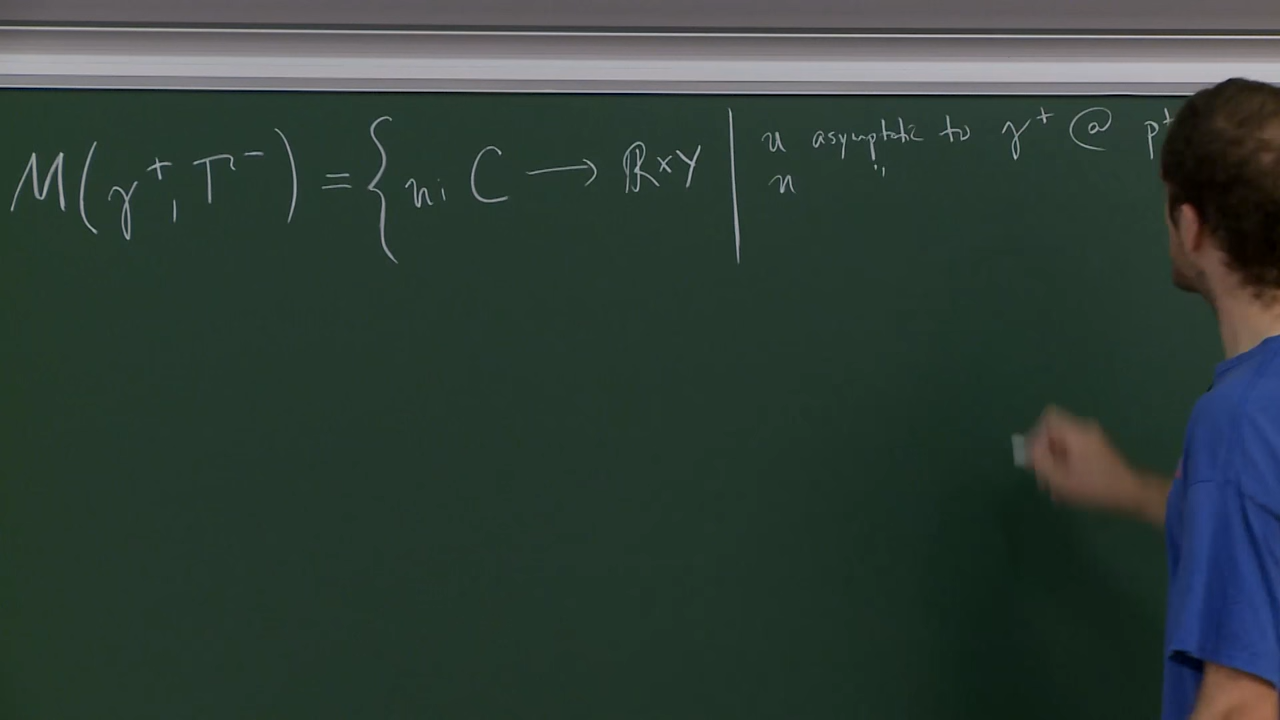 M(γ⁺, Γ⁻) = { u: C → ℝ×Y | u asymptotic to γ⁺ @ p⁺
u "